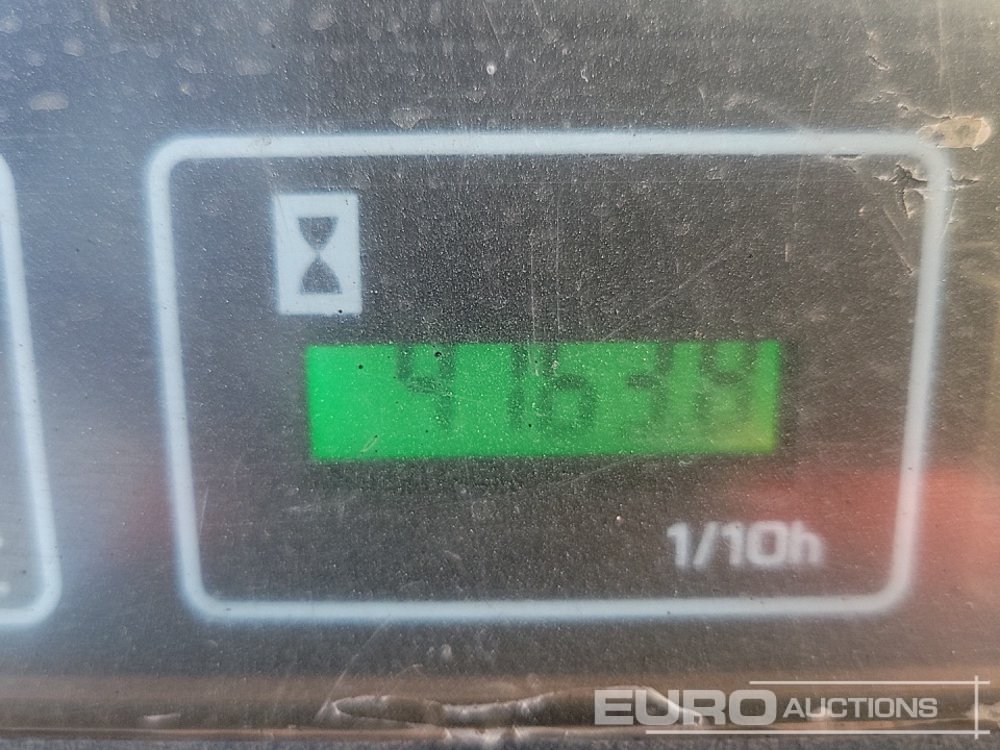 41638
1/10h
EURO AUCTIONS